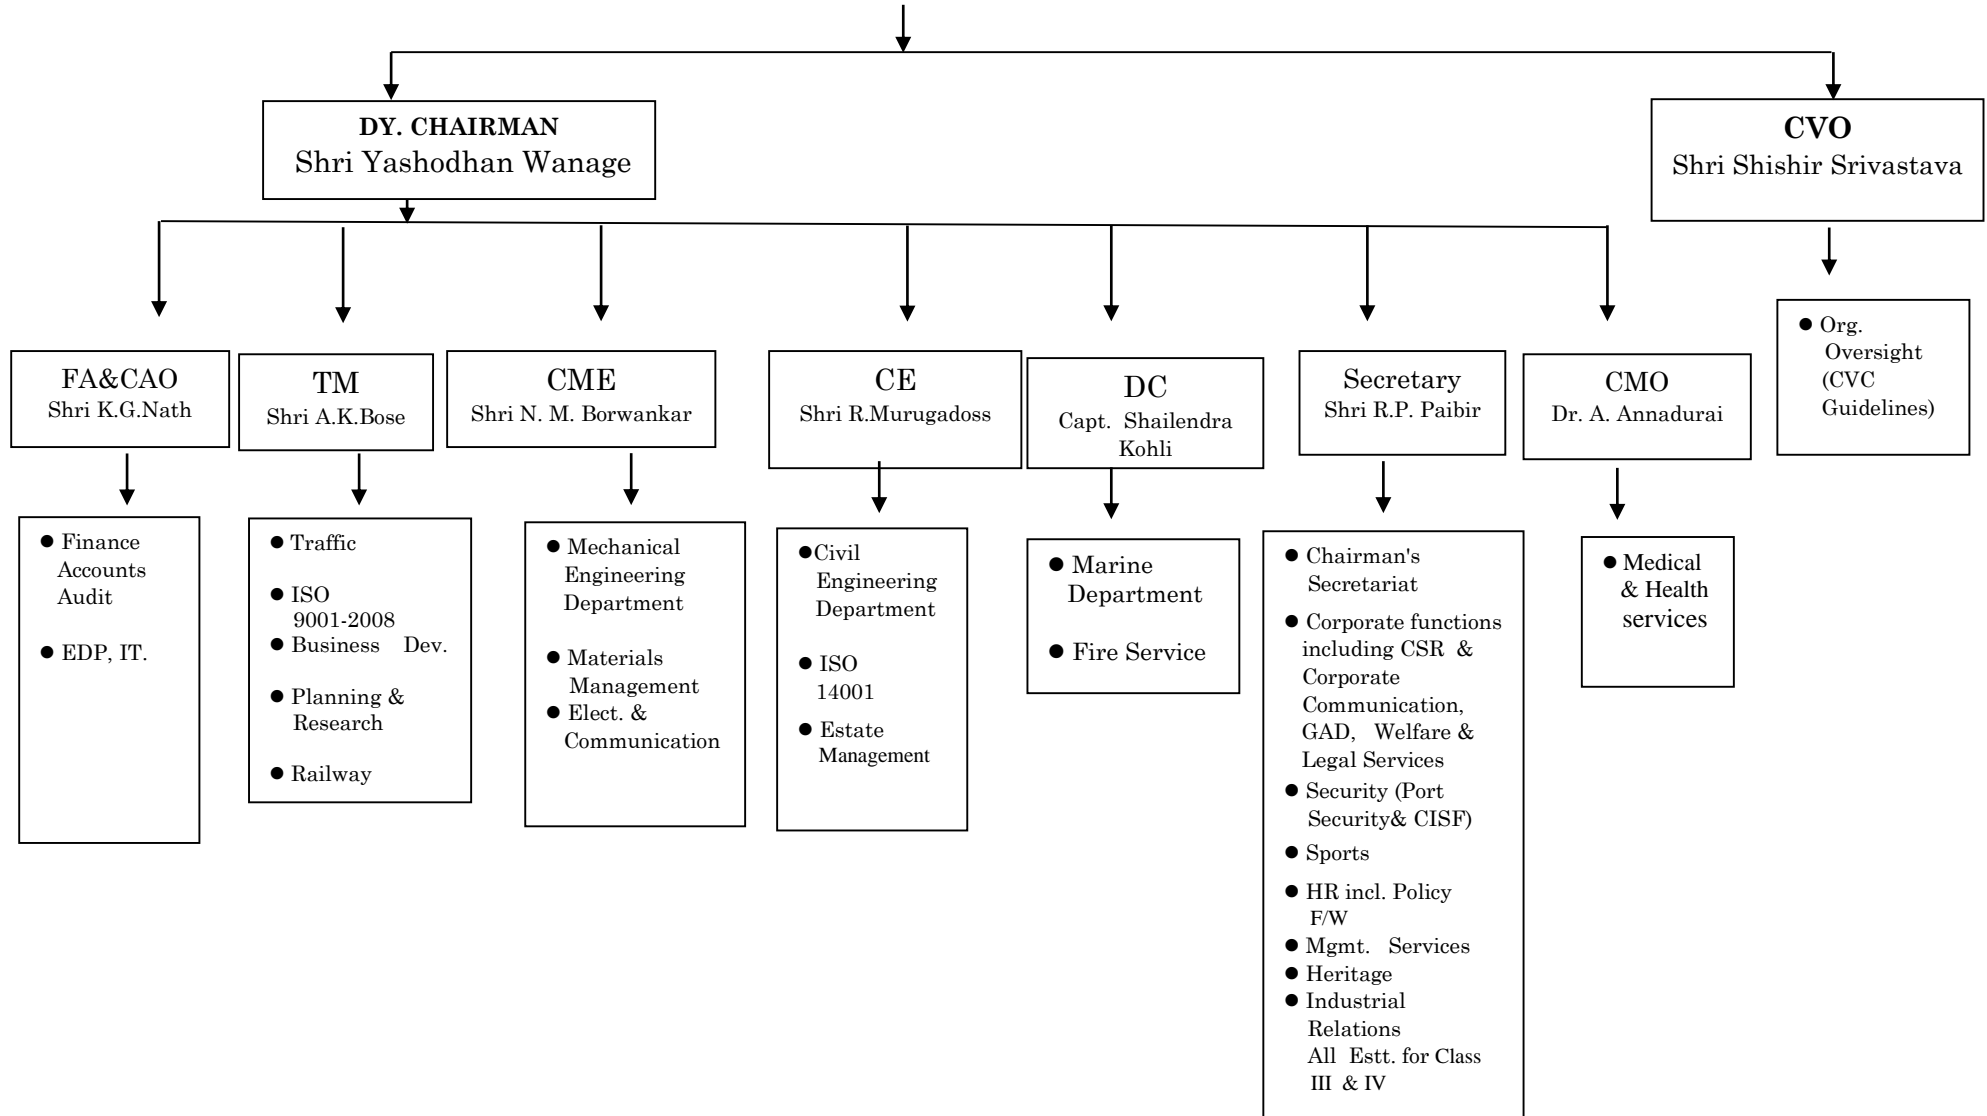 DY. CHAIRMAN
Shri Yashodhan Wanage
CVO
Shri Shishir Srivastava
FA&CAO
Shri K.G.Nath
TM
Shri A.K.Bose
CME
Shri N. M. Borwankar
CE
Shri R.Murugadoss
DC
Capt. Shailendra
Kohli
Secretary
Shri R.P. Paibir
CMO
Dr. A. Annadurai
● Org.
Oversight
(CVC
Guidelines)
● Finance
Accounts
Audit
● EDP, IT.
● Traffic
● ISO
9001-2008
● Business Dev.
● Planning &
Research
● Railway
● Mechanical
Engineering
Department
● Materials
Management
● Elect. &
Communication
●Civil
Engineering
Department
● ISO
14001
● Estate
Management
● Marine
Department
● Fire Service
● Chairman's
Secretariat
● Corporate functions
including CSR &
Corporate
Communication,
GAD, Welfare &
Legal Services
● Security (Port
Security& CISF)
● Sports
● HR incl. Policy
F/W
● Mgmt. Services
● Heritage
● Industrial
Relations
All Estt. for Class
III & IV
● Medical
& Health
services